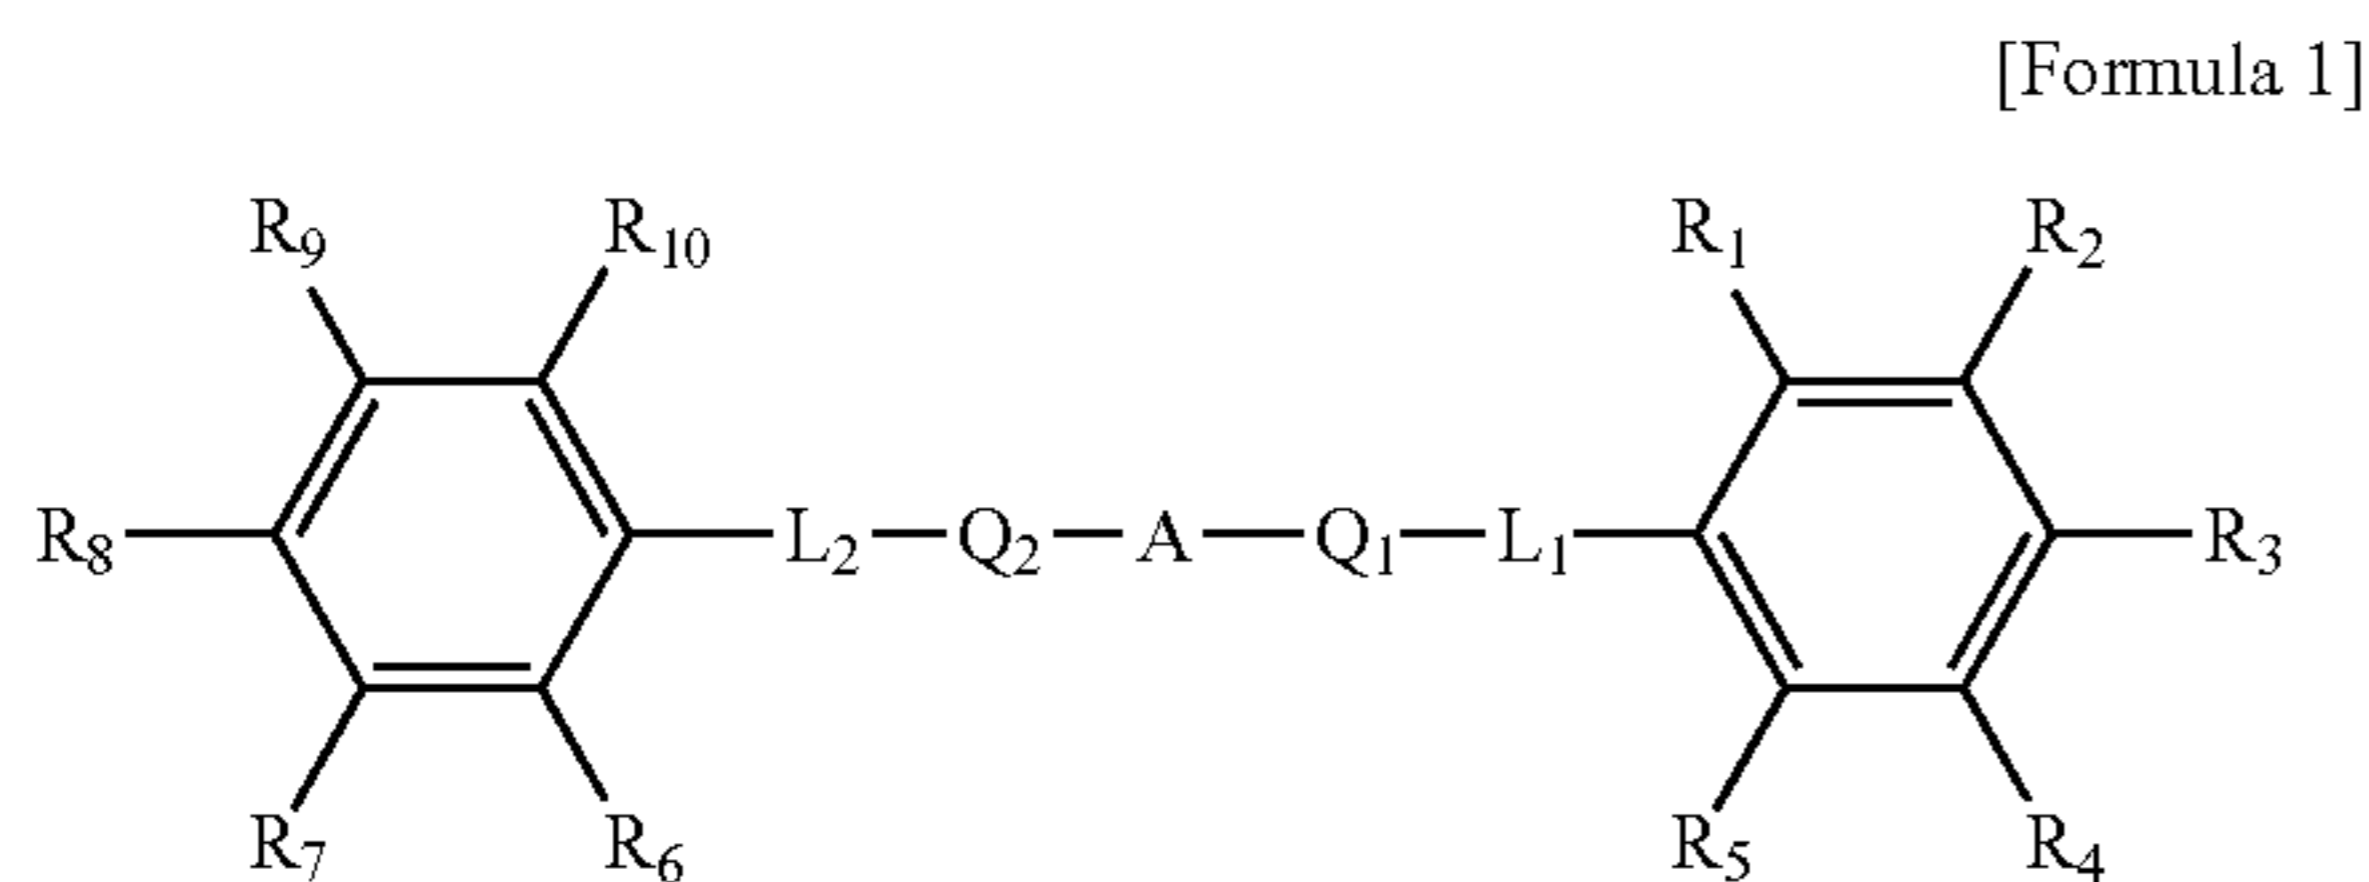 [Formula 1]
R9 R10 R1 R2
R8 L2 Q2 A Q1 L1 R3
R7 R6 R5 R4